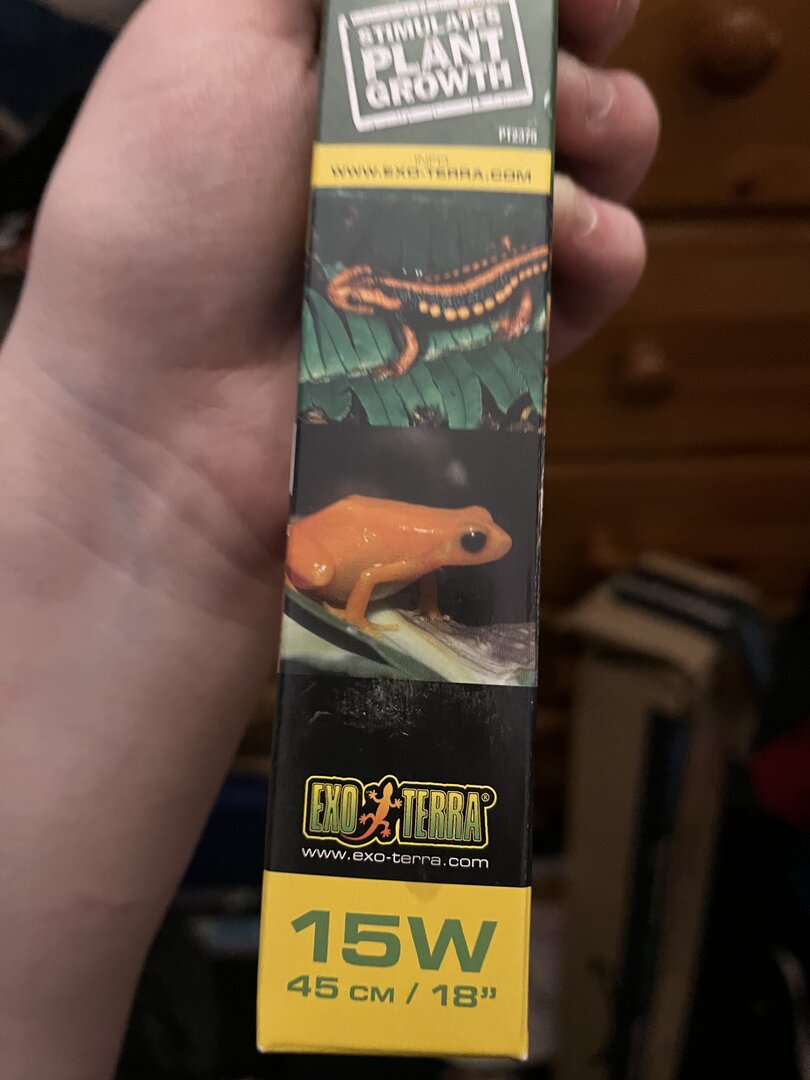 STIMULATES
PLANT
GROWTH
PT2375
INFO
WWW.EXO-TERRA.COM
EXO TERRA®
www.exo-terra.com
15W
45 CM / 18”